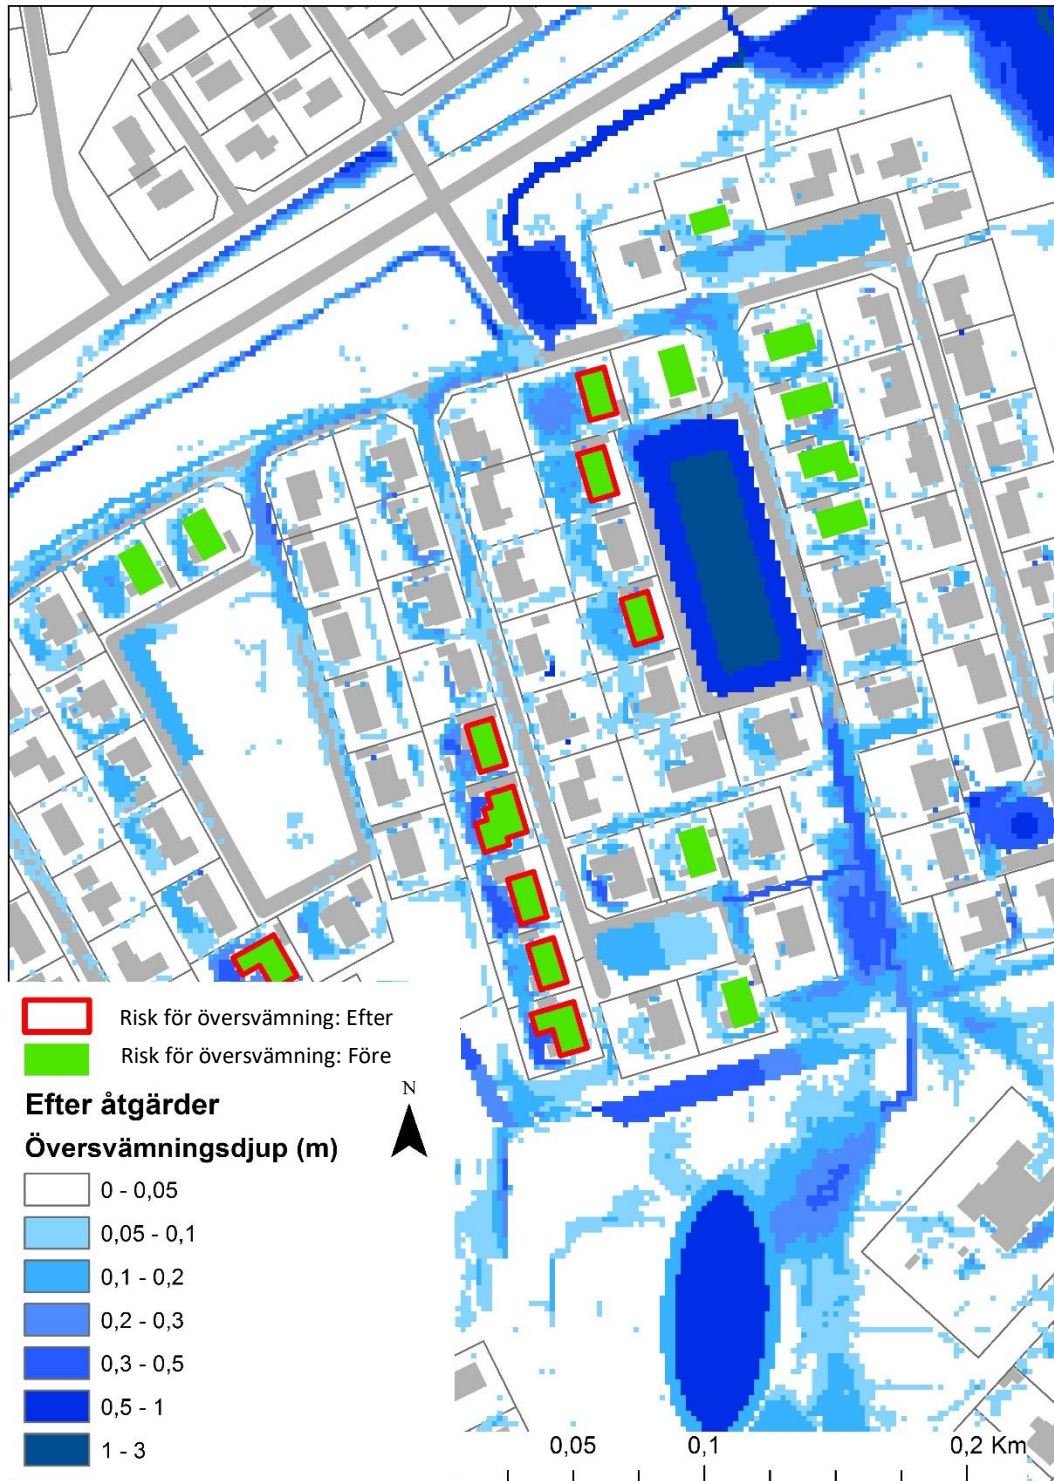 Risk för översvämning: Efter
Risk för översvämning: Före
Efter åtgärder
N
Översvämningsdjup (m)
0 - 0,05
0,05 - 0,1
0,1 - 0,2
0,2 - 0,3
0,3 - 0,5
0,5 - 1
1 - 3
0,05 0,1 0,2 Km